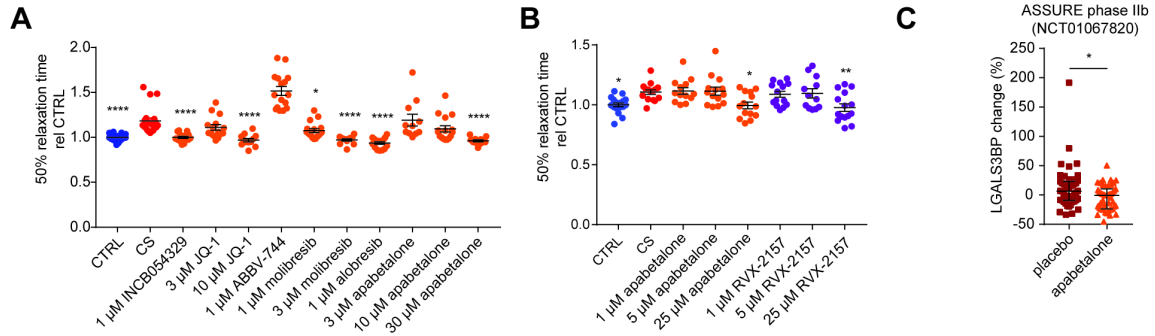 A
50% relaxation time
rel CTRL
2.0
1.5
1.0
0.5
0.0
****
****
****
*
****
****
****
CTRL
CS
1 µM INCB054329
3 µM JQ-1
10 µM JQ-1
1 µM ABBV-744
1 µM molibresib
3 µM molibresib
1 µM alobresib
3 µM apabetalone
10 µM apabetalone
30 µM apabetalone
B
50% relaxation time
rel CTRL
1.5
1.0
0.5
0.0
*
*
**
CTRL
CS
1 µM apabetalone
5 µM apabetalone
25 µM apabetalone
1 µM RVX-2157
5 µM RVX-2157
25 µM RVX-2157
C
ASSURE phase IIb
(NCT01067820)
LGALS3BP change (%)
250
200
150
100
50
0
-50
*
placebo
apabetalone